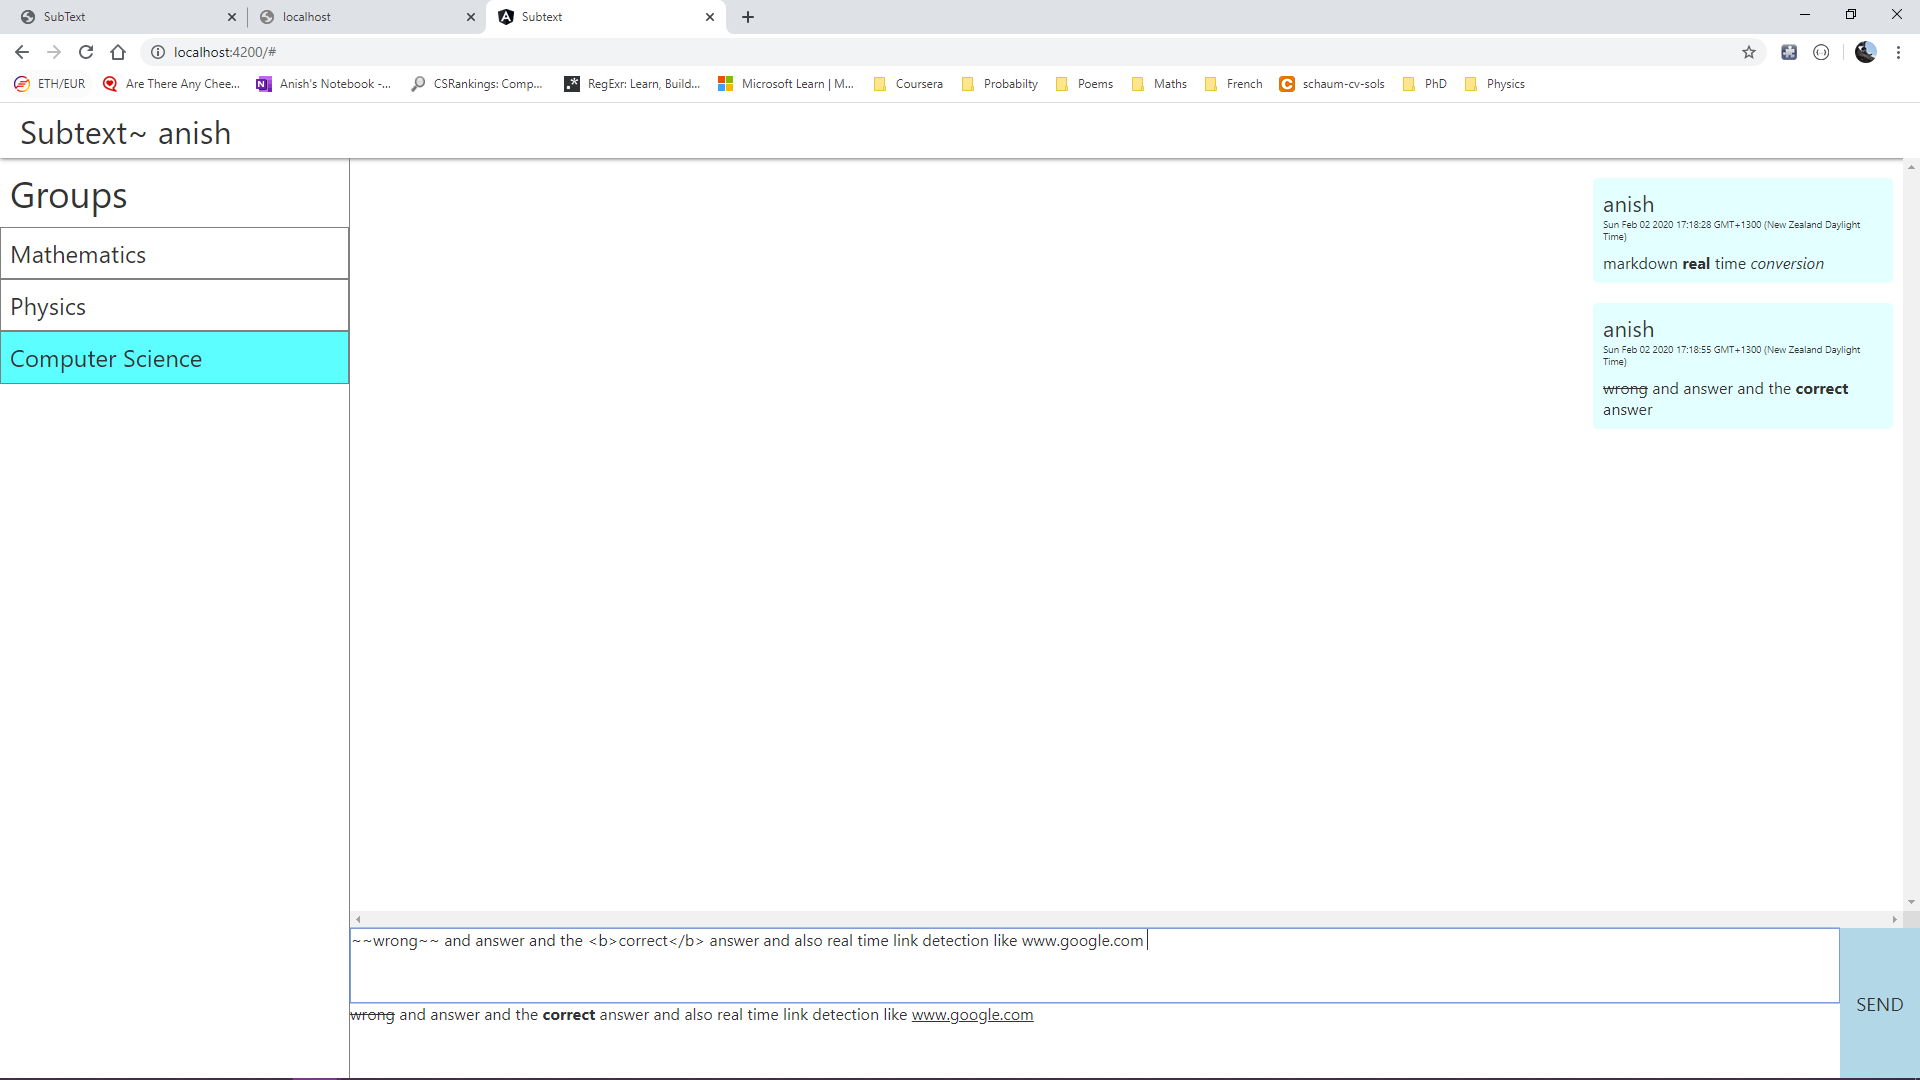 SubText
localhost
Subtext
localhost:4200/#
ETH/EUR
Are There Any Chee...
Anish's Notebook -...
CSRankings: Comp...
RegExr: Learn, Build...
Microsoft Learn | M...
Coursera
Probabilty
Poems
Maths
French
schaum-cv-sols
PhD
Physics
Subtext~ anish
Groups
Mathematics
Physics
Computer Science
anish
Sun Feb 02 2020 17:18:28 GMT+1300 (New Zealand Daylight
Time)
markdown real time conversion
anish
Sun Feb 02 2020 17:18:55 GMT+1300 (New Zealand Daylight
Time)
wrong and answer and the correct
answer
~~wrong~~ and answer and the <b>correct</b> answer and also real time link detection like www.google.com
wrong and answer and the correct answer and also real time link detection like www.google.com
SEND